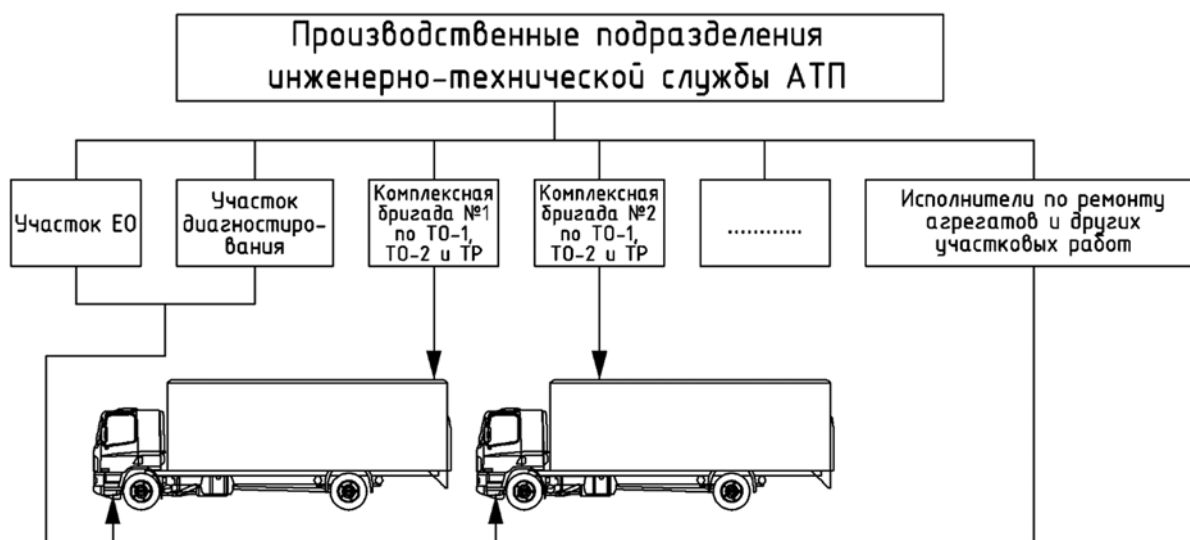 Производственные подразделения
инженерно-технической службы АТП
Участок ЕО
Участок
диагностиро-
вания
Комплексная
бригада №1
по ТО-1,
ТО-2 и ТР
Комплексная
бригада №2
по ТО-1,
ТО-2 и ТР
............
Исполнители по ремонту
агрегатов и других
участковых работ